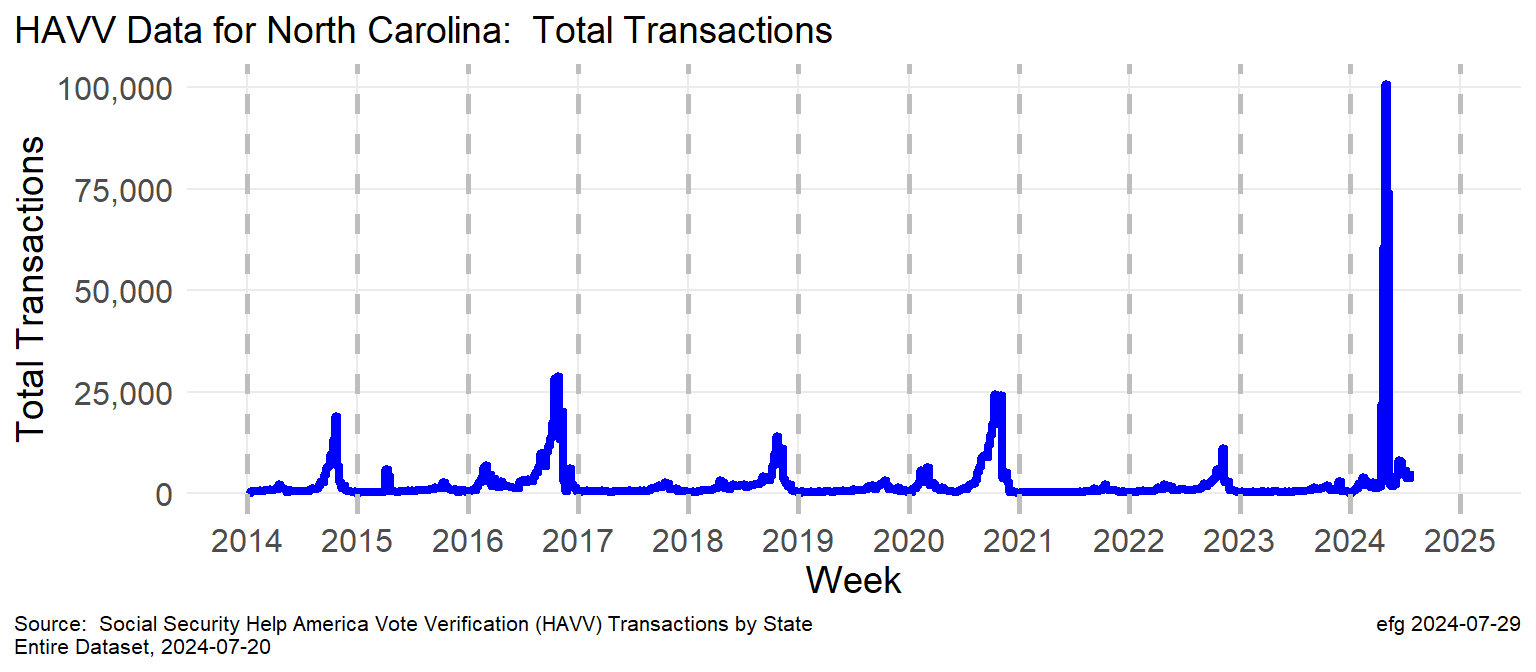 HAVV Data for North Carolina:  Total Transactions
100,000
75,000
50,000
25,000
0
Total Transactions
2014 2015 2016 2017 2018 2019 2020 2021 2022 2023 2024 2025
Week
Source:  Social Security Help America Vote Verification (HAVV) Transactions by State
Entire Dataset, 2024-07-20
efg 2024-07-29